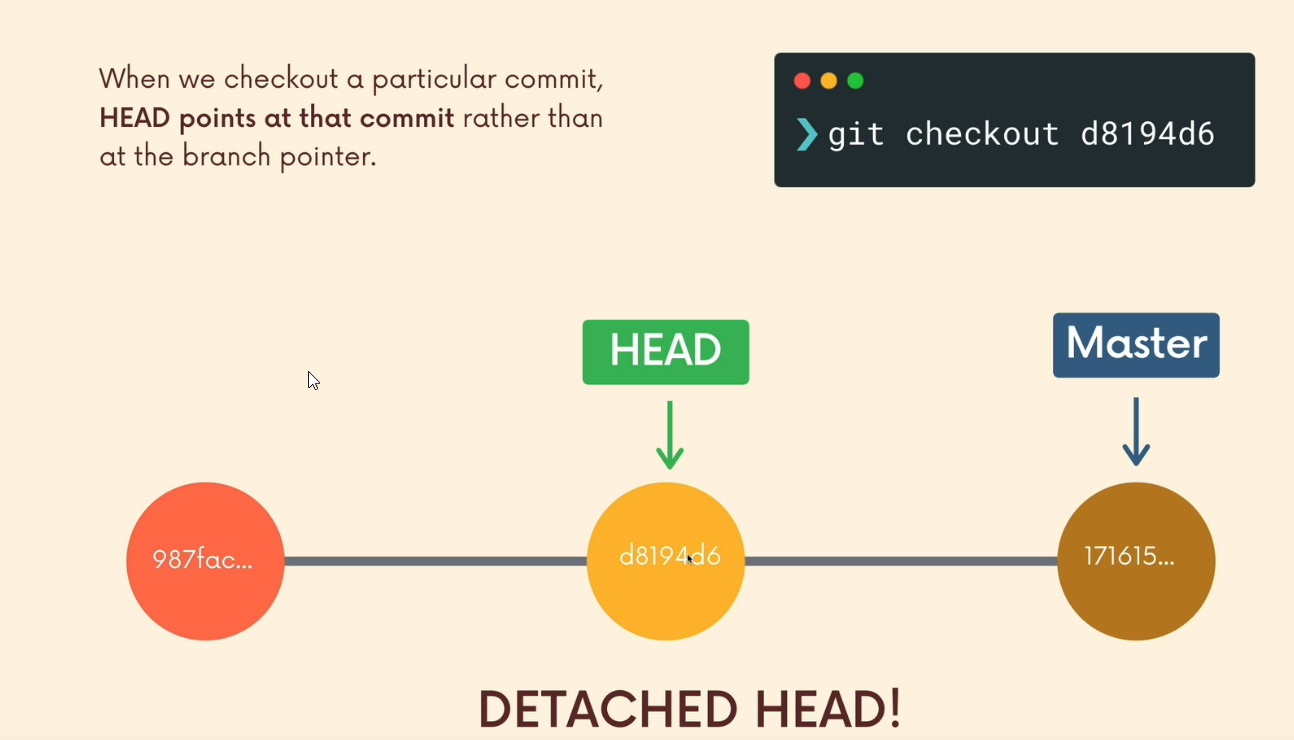 When we checkout a particular commit,
HEAD points at that commit rather than
at the branch pointer.
❯ git checkout d8194d6
HEAD
Master
987fac...
d8194d6
171615...
DETACHED HEAD!